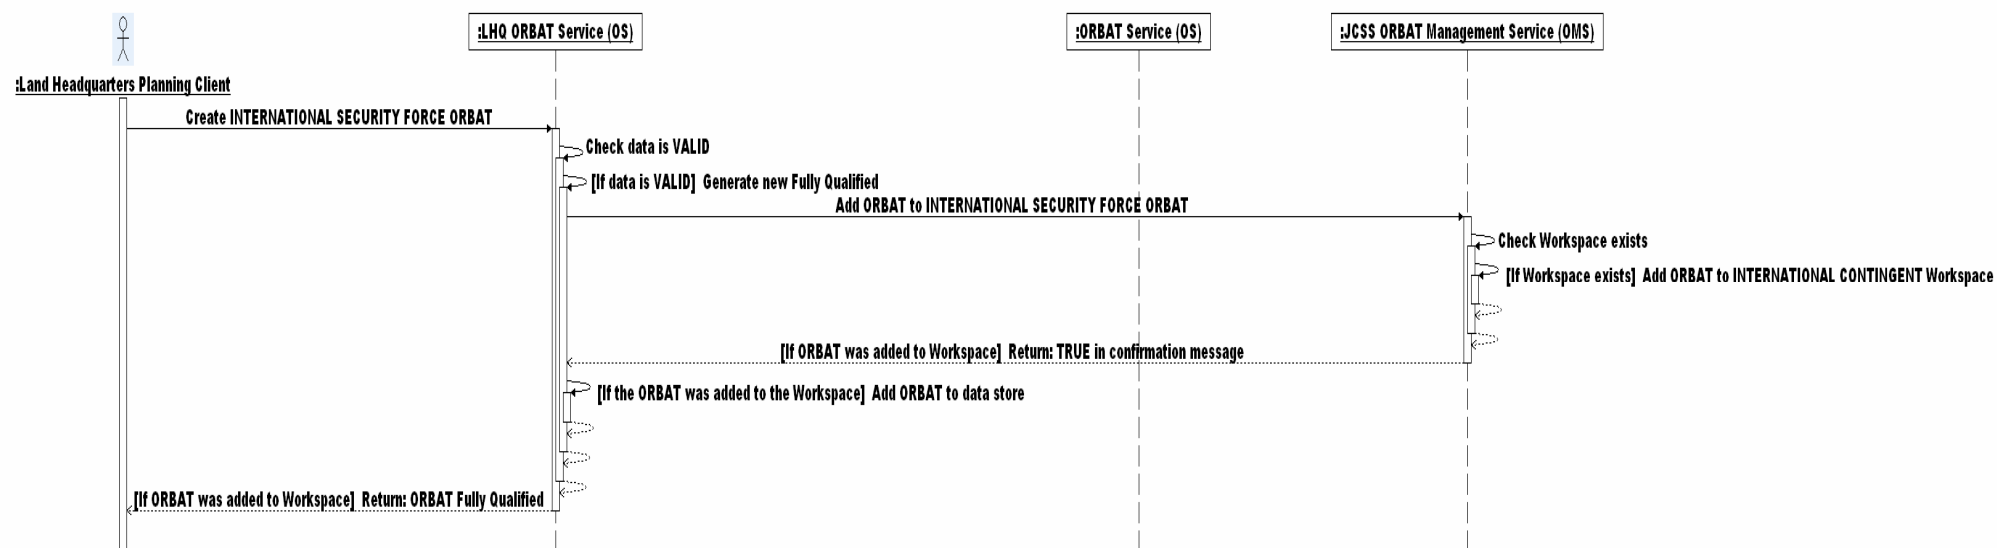 :LHQ ORBAT Service (OS)
:ORBAT Service (OS)
:JCSS ORBAT Management Service (OMS)
:Land Headquarters Planning Client
Create INTERNATIONAL SECURITY FORCE ORBAT
Check data is VALID
[If data is VALID] Generate new Fully Qualified
Add ORBAT to INTERNATIONAL SECURITY FORCE ORBAT
Check Workspace exists
[If Workspace exists] Add ORBAT to INTERNATIONAL CONTINGENT Workspace
[If ORBAT was added to Workspace] Return: TRUE in confirmation message
[If the ORBAT was added to the Workspace] Add ORBAT to data store
[If ORBAT was added to Workspace] Return: ORBAT Fully Qualified